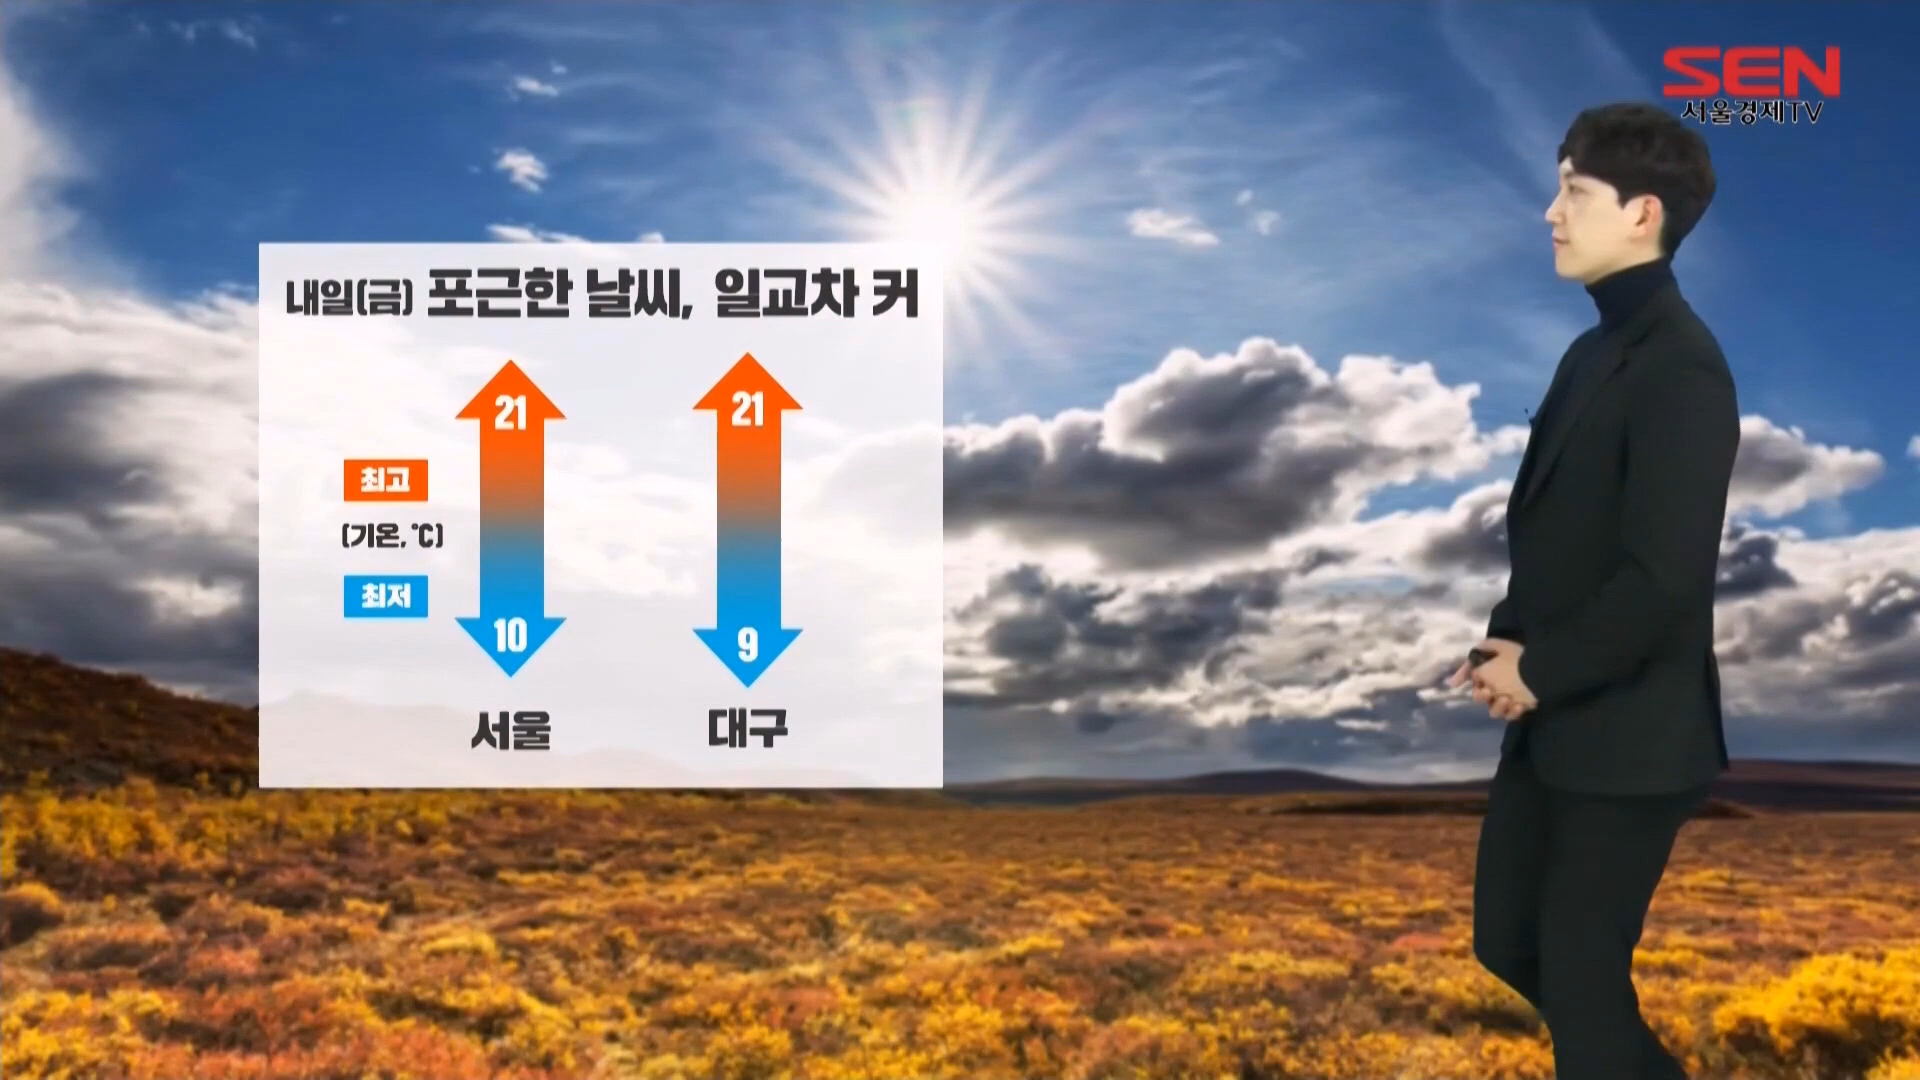 SEN
서울경제TV
내일(금) 포근한 날씨, 일교차 커
21
21
최고
(기온, ℃)
최저
10
9
서울
대구